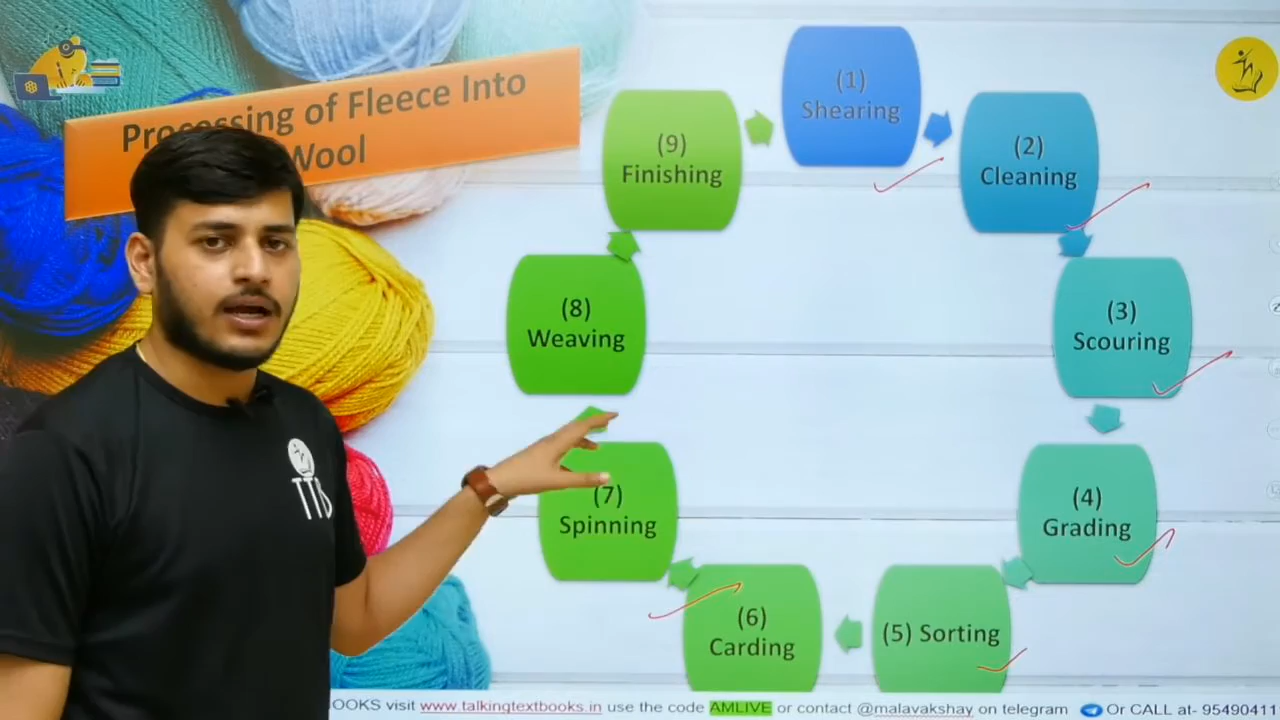 Processing of Fleece Into
Wool
(1)
Shearing
(2)
Cleaning
(3)
Scouring
(4)
Grading
(5) Sorting
(6)
Carding
(7)
Spinning
(8)
Weaving
(9)
Finishing
TTB
OOKS visit www.talkingtextbooks.in use the code AMLIVE or contact @malavakshay on telegram Or CALL at- 95490411